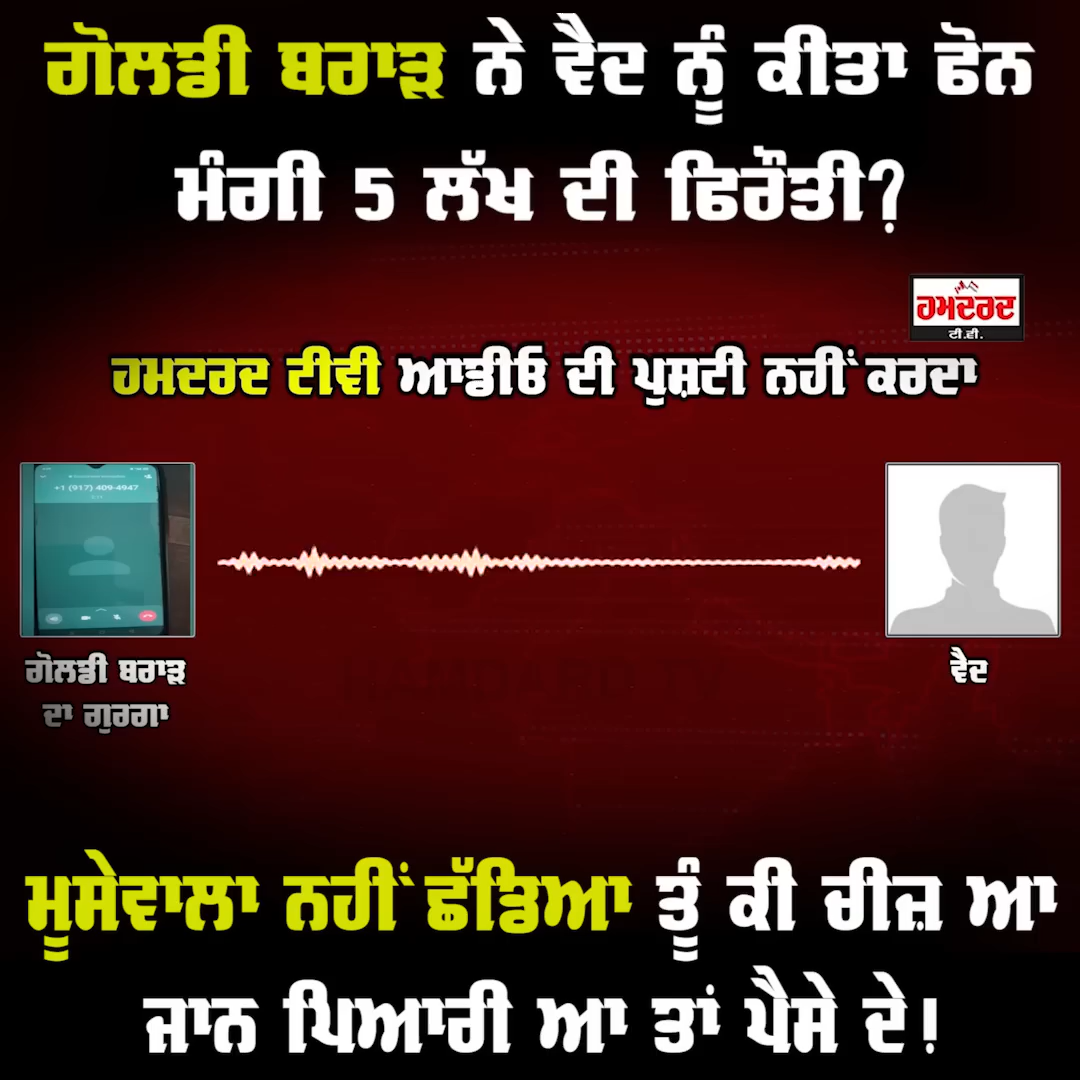 ਗੋਲਡੀ ਬਰਾੜ ਨੇ ਵੈਦ ਨੂੰ ਕੀਤਾ ਫੋਨ
ਮੰਗੀ 5 ਲੱਖ ਦੀ ਫਿਰੌਤੀ?
ਹਮਦਰਦ
ਟੀ.ਵੀ.
ਹਮਦਰਦ ਟੀਵੀ ਆਡੀਓ ਦੀ ਪੁਸ਼ਟੀ ਨਹੀਂ ਕਰਦਾ
+1 (917) 409-4947
ਗੋਲਡੀ ਬਰਾੜ
ਦਾ ਗੁਰਗਾ
ਵੈਦ
ਮੂਸੇਵਾਲਾ ਨਹੀਂ ਛੱਡਿਆ ਤੂੰ ਕੀ ਚੀਜ਼ ਆ
ਜਾਨ ਪਿਆਰੀ ਆ ਤਾਂ ਪੈਸੇ ਦੇ!